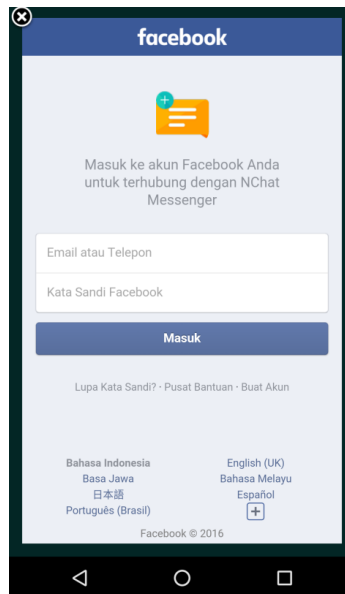 facebook
Masuk ke akun Facebook Anda
untuk terhubung dengan NChat
Messenger
Email atau Telepon
Kata Sandi Facebook
Masuk
Lupa Kata Sandi? · Pusat Bantuan · Buat Akun
Bahasa Indonesia English (UK)
Basa Jawa Bahasa Melayu
日本語 Español
Português (Brasil)
Facebook © 2016